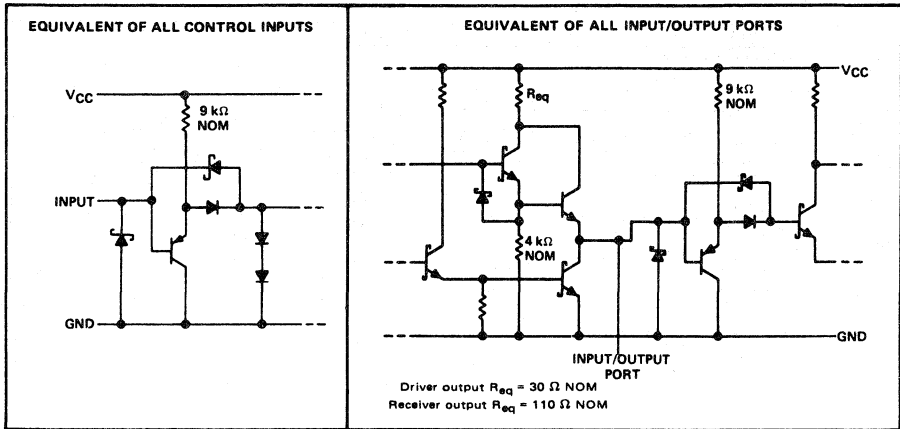 EQUIVALENT OF ALL CONTROL INPUTS
VCC
9 kΩ
NOM
INPUT
GND
EQUIVALENT OF ALL INPUT/OUTPUT PORTS
VCC
Req
9 kΩ
NOM
4 kΩ
NOM
GND
INPUT/OUTPUT
PORT
Driver output Req = 30 Ω NOM
Receiver output Req = 110 Ω NOM